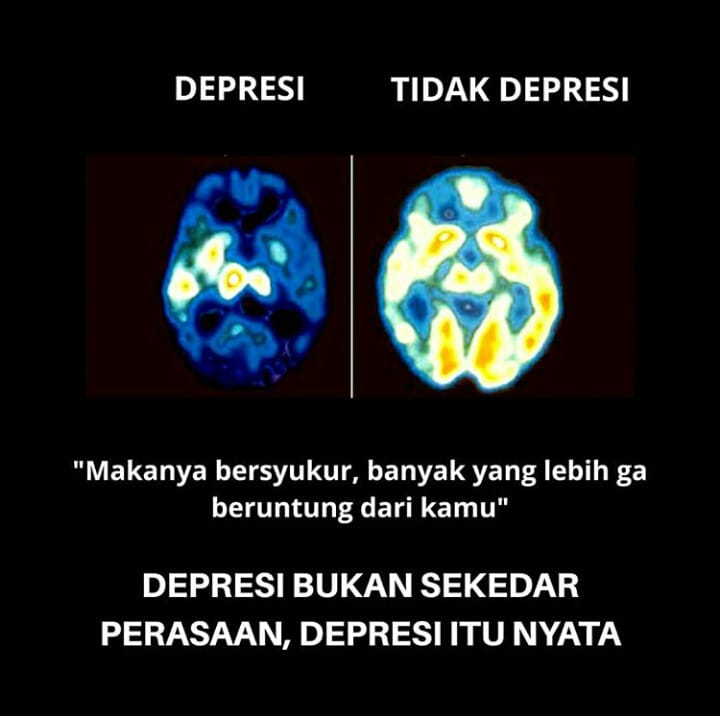 DEPRESI
TIDAK DEPRESI
"Makanya bersyukur, banyak yang lebih ga
beruntung dari kamu"
DEPRESI BUKAN SEKEDAR
PERASAAN, DEPRESI ITU NYATA